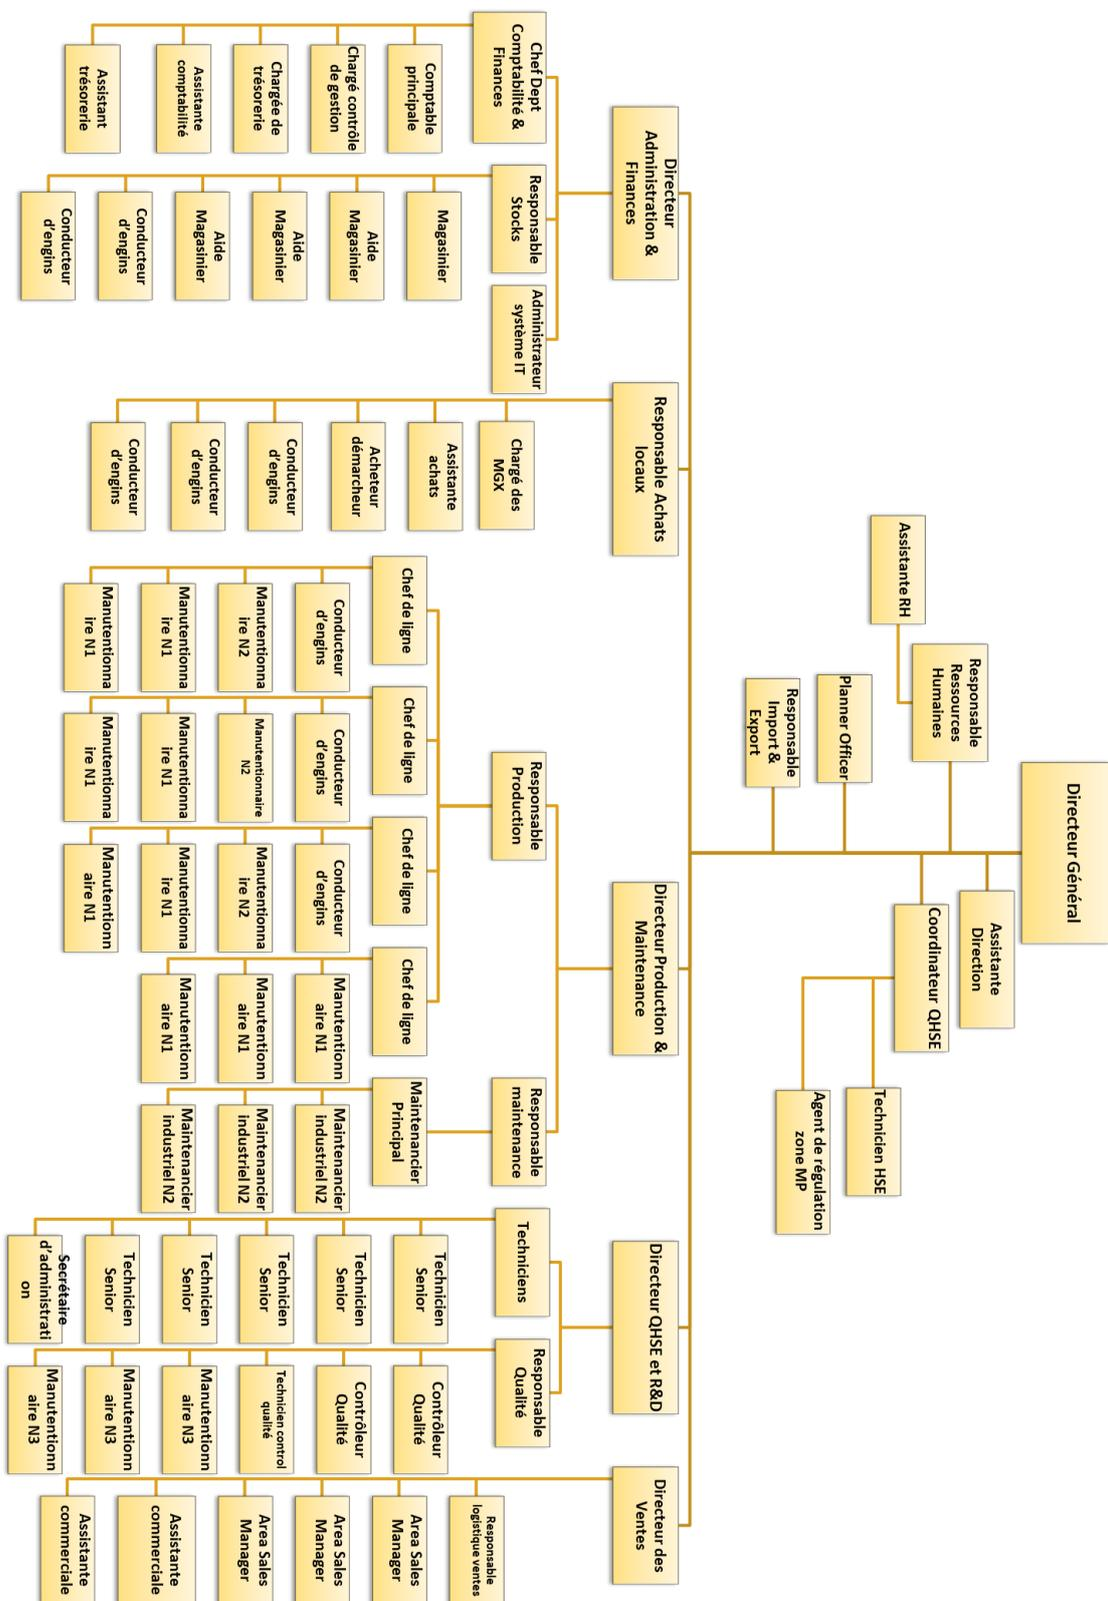 Directeur Général
Assistante
Direction
Responsable
Ressources
Humaines
Assistante RH
Coordinateur QHSE
Technicien HSE
Agent de régulation
zone MP
Planner Officer
Responsable
Import &
Export
Directeur
Administration &
Finances
Responsable Achats
locaux
Directeur Production &
Maintenance
Directeur QHSE et R&D
Directeur des
Ventes
Chef Dept
Comptabilité &
Finances
Comptable
principale
Chargé contrôle
de gestion
Chargée de
trésorerie
Assistante
comptabilité
Assistant
trésorerie
Responsable
Stocks
Magasinier
Aide
Magasinier
Aide
Magasinier
Aide
Magasinier
Conducteur
d'engins
Conducteur
d'engins
Administrateur
système IT
Chargé des
MGX
Assistante
achats
Acheteur
démarcheur
Conducteur
d'engins
Conducteur
d'engins
Conducteur
d'engins
Responsable
Production
Chef de ligne
Conducteur
d'engins
Manutentionna
ire N2
Manutentionna
ire N1
Manutentionna
ire N1
Chef de ligne
Conducteur
d'engins
Manutentionnaire
N2
Manutentionna
ire N1
Manutentionna
ire N1
Chef de ligne
Conducteur
d'engins
Manutentionna
ire N2
Manutentionna
ire N1
Manutentionn
aire N1
Chef de ligne
Manutentionn
aire N1
Manutentionn
aire N1
Manutentionn
aire N1
Responsable
maintenance
Maintenancier
Principal
Maintenancier
industriel N2
Maintenancier
industriel N2
Maintenancier
industriel N2
Techniciens
Technicien
Senior
Technicien
Senior
Technicien
Senior
Technicien
Senior
Technicien
Senior
Secrétaire
d'administrati
on
Responsable
Qualité
Contrôleur
Qualité
Contrôleur
Qualité
Technicien control
qualité
Manutentionn
aire N3
Manutentionn
aire N3
Manutentionn
aire N3
Responsable
logistique ventes
Area Sales
Manager
Area Sales
Manager
Area Sales
Manager
Assistante
commerciale
Assistante
commerciale